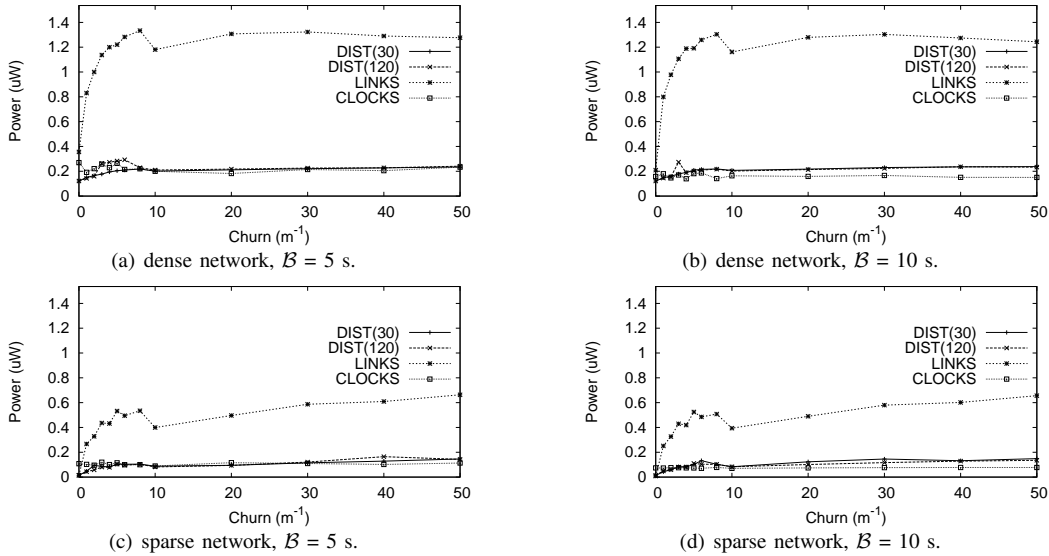 1.4
1.2
1
0.8
0.6
0.4
0.2
0
Power (uW)
DIST(30)
DIST(120)
LINKS
CLOCKS
0 10 20 30 40 50
Churn (m⁻¹)
(a) dense network, ℬ = 5 s.
1.4
1.2
1
0.8
0.6
0.4
0.2
0
Power (uW)
DIST(30)
DIST(120)
LINKS
CLOCKS
0 10 20 30 40 50
Churn (m⁻¹)
(b) dense network, ℬ = 10 s.
1.4
1.2
1
0.8
0.6
0.4
0.2
0
Power (uW)
DIST(30)
DIST(120)
LINKS
CLOCKS
0 10 20 30 40 50
Churn (m⁻¹)
(c) sparse network, ℬ = 5 s.
1.4
1.2
1
0.8
0.6
0.4
0.2
0
Power (uW)
DIST(30)
DIST(120)
LINKS
CLOCKS
0 10 20 30 40 50
Churn (m⁻¹)
(d) sparse network, ℬ = 10 s.